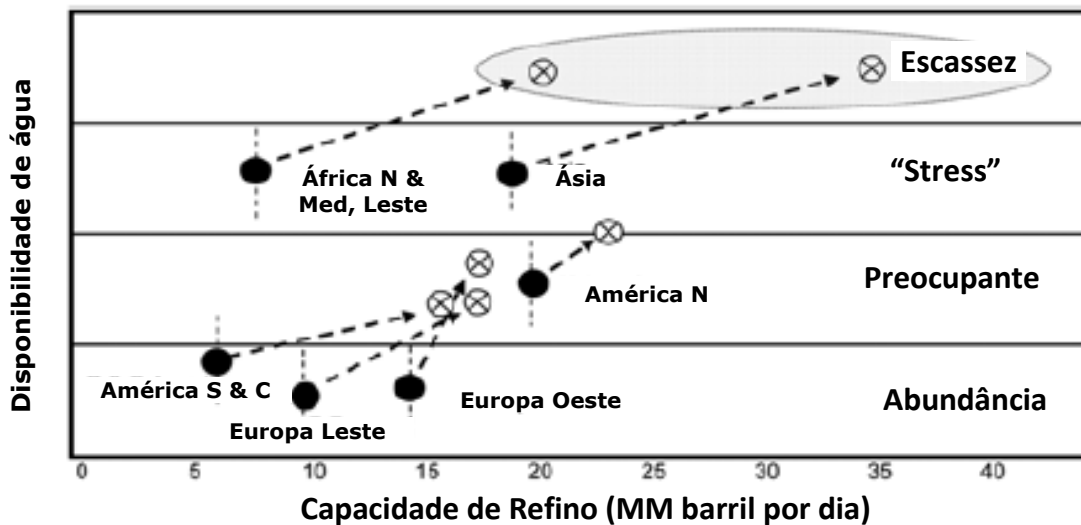 Disponibilidade de água
Escassez
África N &
Med, Leste
Ásia
“Stress”
América N
Preocupante
América S & C
Europa Leste
Europa Oeste
Abundância
0 5 10 15 20 25 30 35 40
Capacidade de Refino (MM barril por dia)